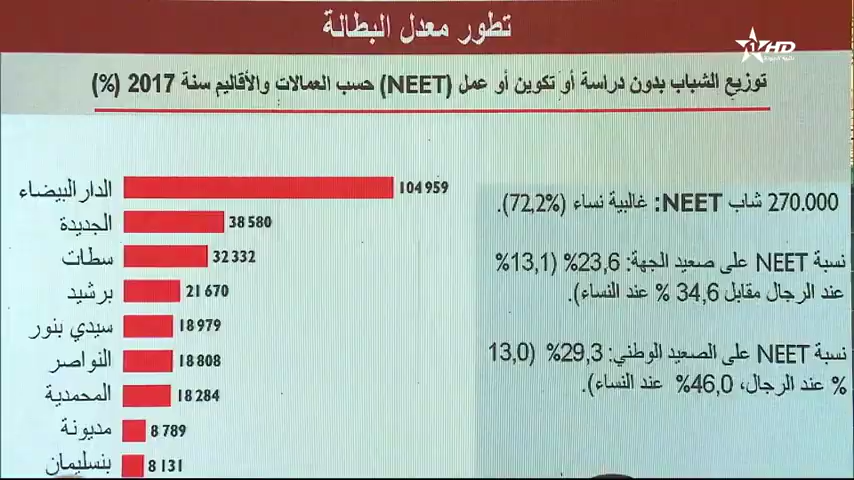 تطور معدل البطالة
HD
توزيع الشباب بدون دراسة أو تكوين أو عمل (NEET) حسب العمالات والأقاليم سنة 2017 (%)
الدار البيضاء 104 959
الجديدة 38 580
سطات 32 332
برشيد 21 670
سيدي بنور 18 979
النواصر 18 808
المحمدية 18 284
مديونة 8 789
بنسليمان 8 131
270.000 شاب NEET: غالبية نساء (72,2%).
نسبة NEET على صعيد الجهة: 23,6% (13,1%
عند الرجال مقابل 34,6 % عند النساء).
نسبة NEET على الصعيد الوطني: 29,3% (13,0
% عند الرجال، 46,0% عند النساء).